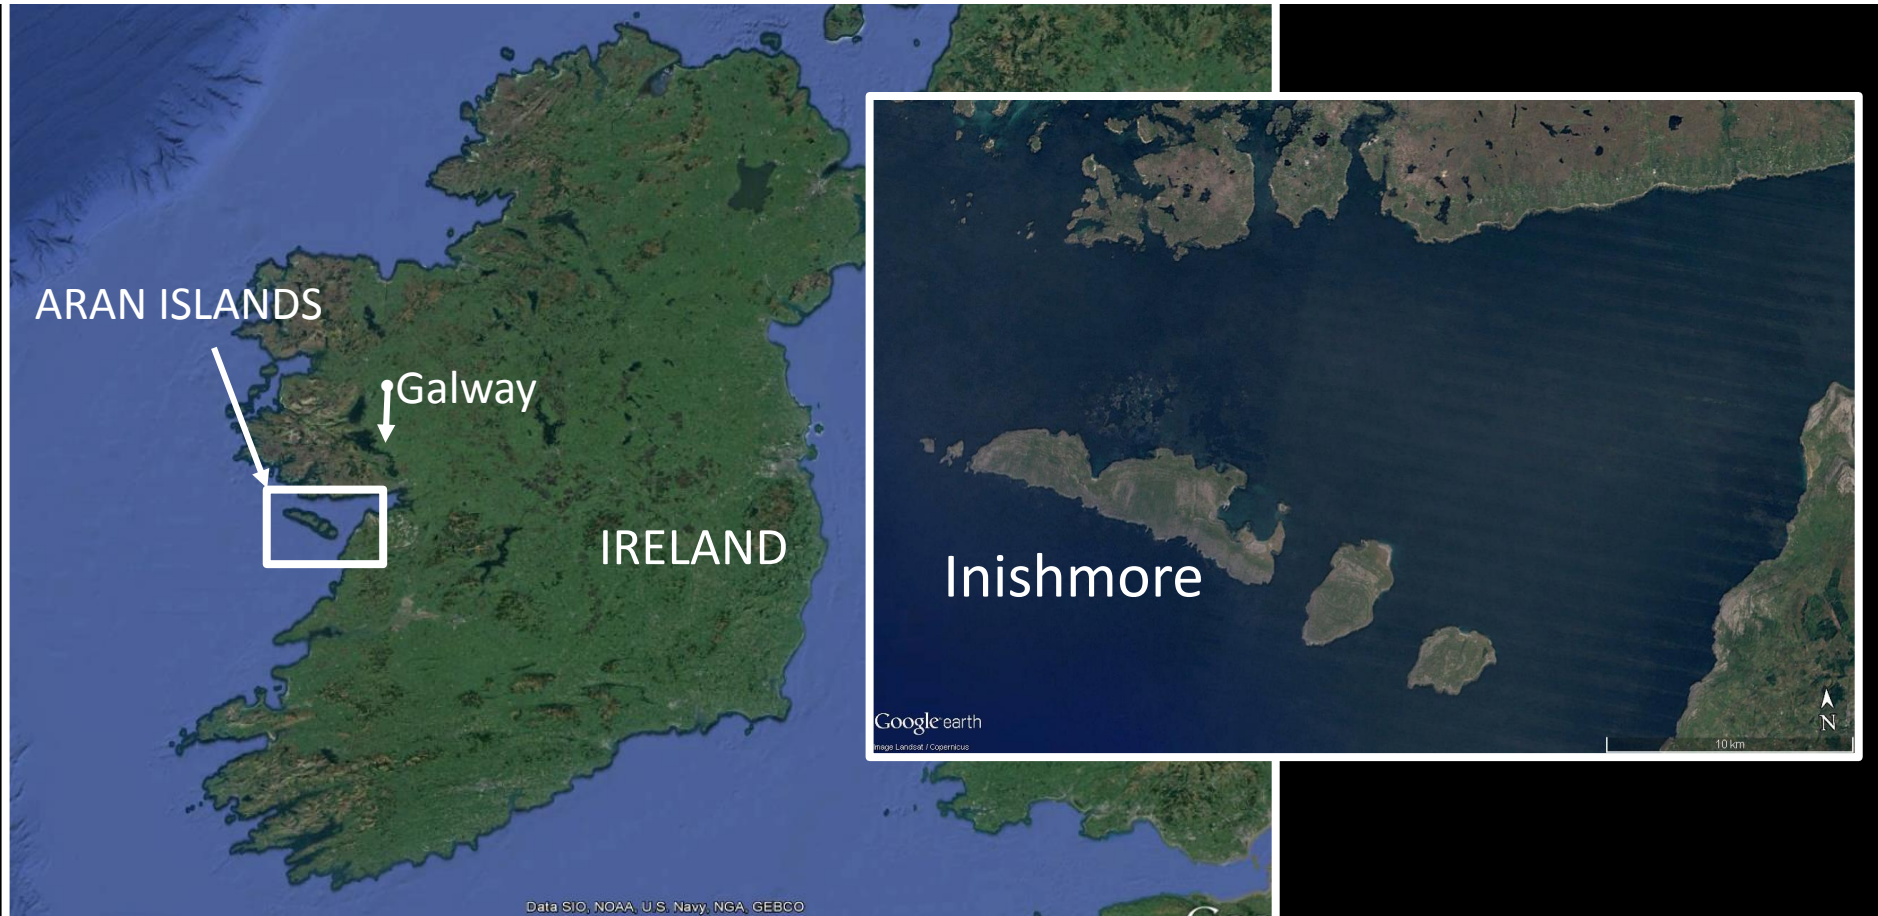 ARAN ISLANDS
Galway
IRELAND
Data SIO, NOAA, U.S. Navy, NGA, GEBCO
Inishmore
Google earth
Image Landsat / Copernicus
N
10 km